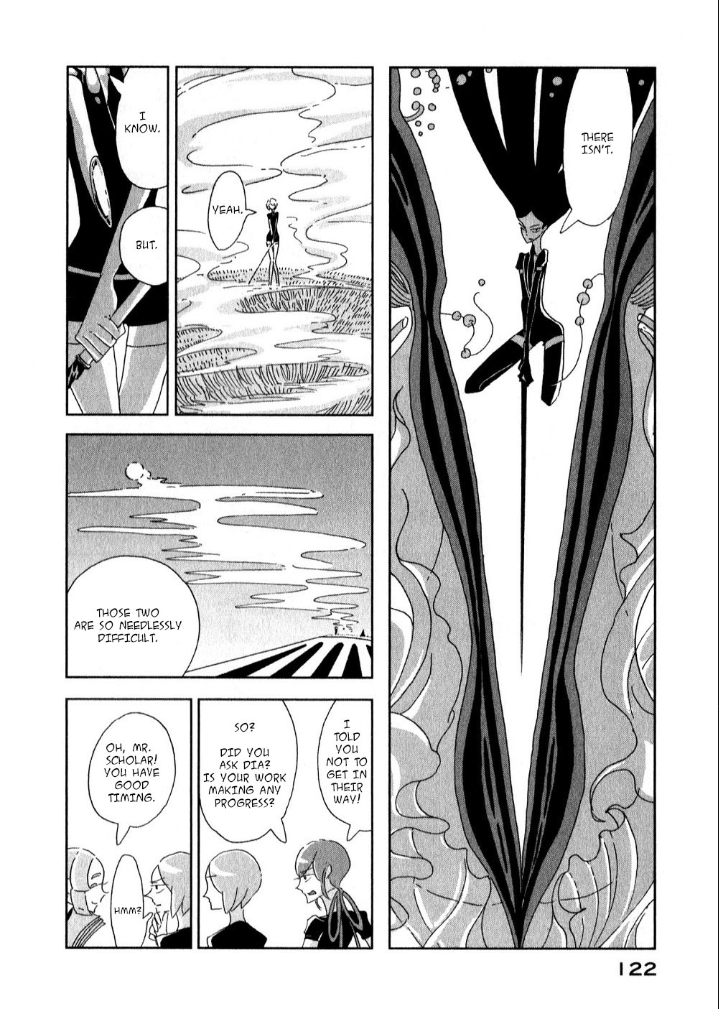 THERE
ISN'T.
YEAH.
I
KNOW.
BUT.
THOSE TWO
ARE SO NEEDLESSLY
DIFFICULT.
I
TOLD
YOU
NOT TO
GET IN
THEIR
WAY!
SO?
DID YOU
ASK DIA?
IS YOUR WORK
MAKING ANY
PROGRESS?
OH, MR.
SCHOLAR!
YOU HAVE
GOOD
TIMING.
HMM?
122